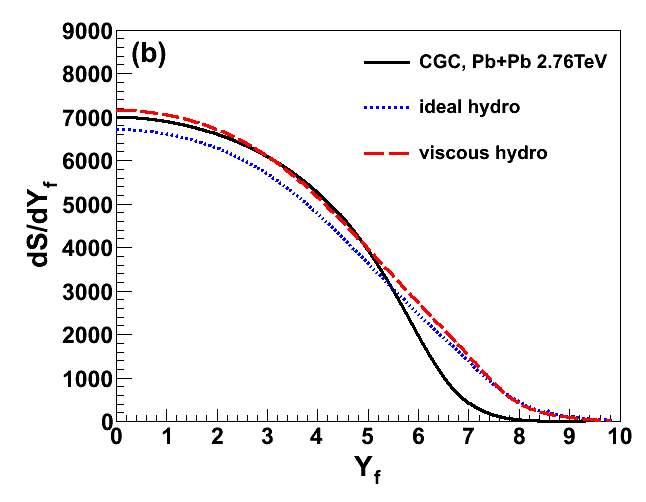 (b)
CGC, Pb+Pb 2.76TeV
ideal hydro
viscous hydro
dS/dY_f
9000
8000
7000
6000
5000
4000
3000
2000
1000
0
0 1 2 3 4 5 6 7 8 9 10
Y_f